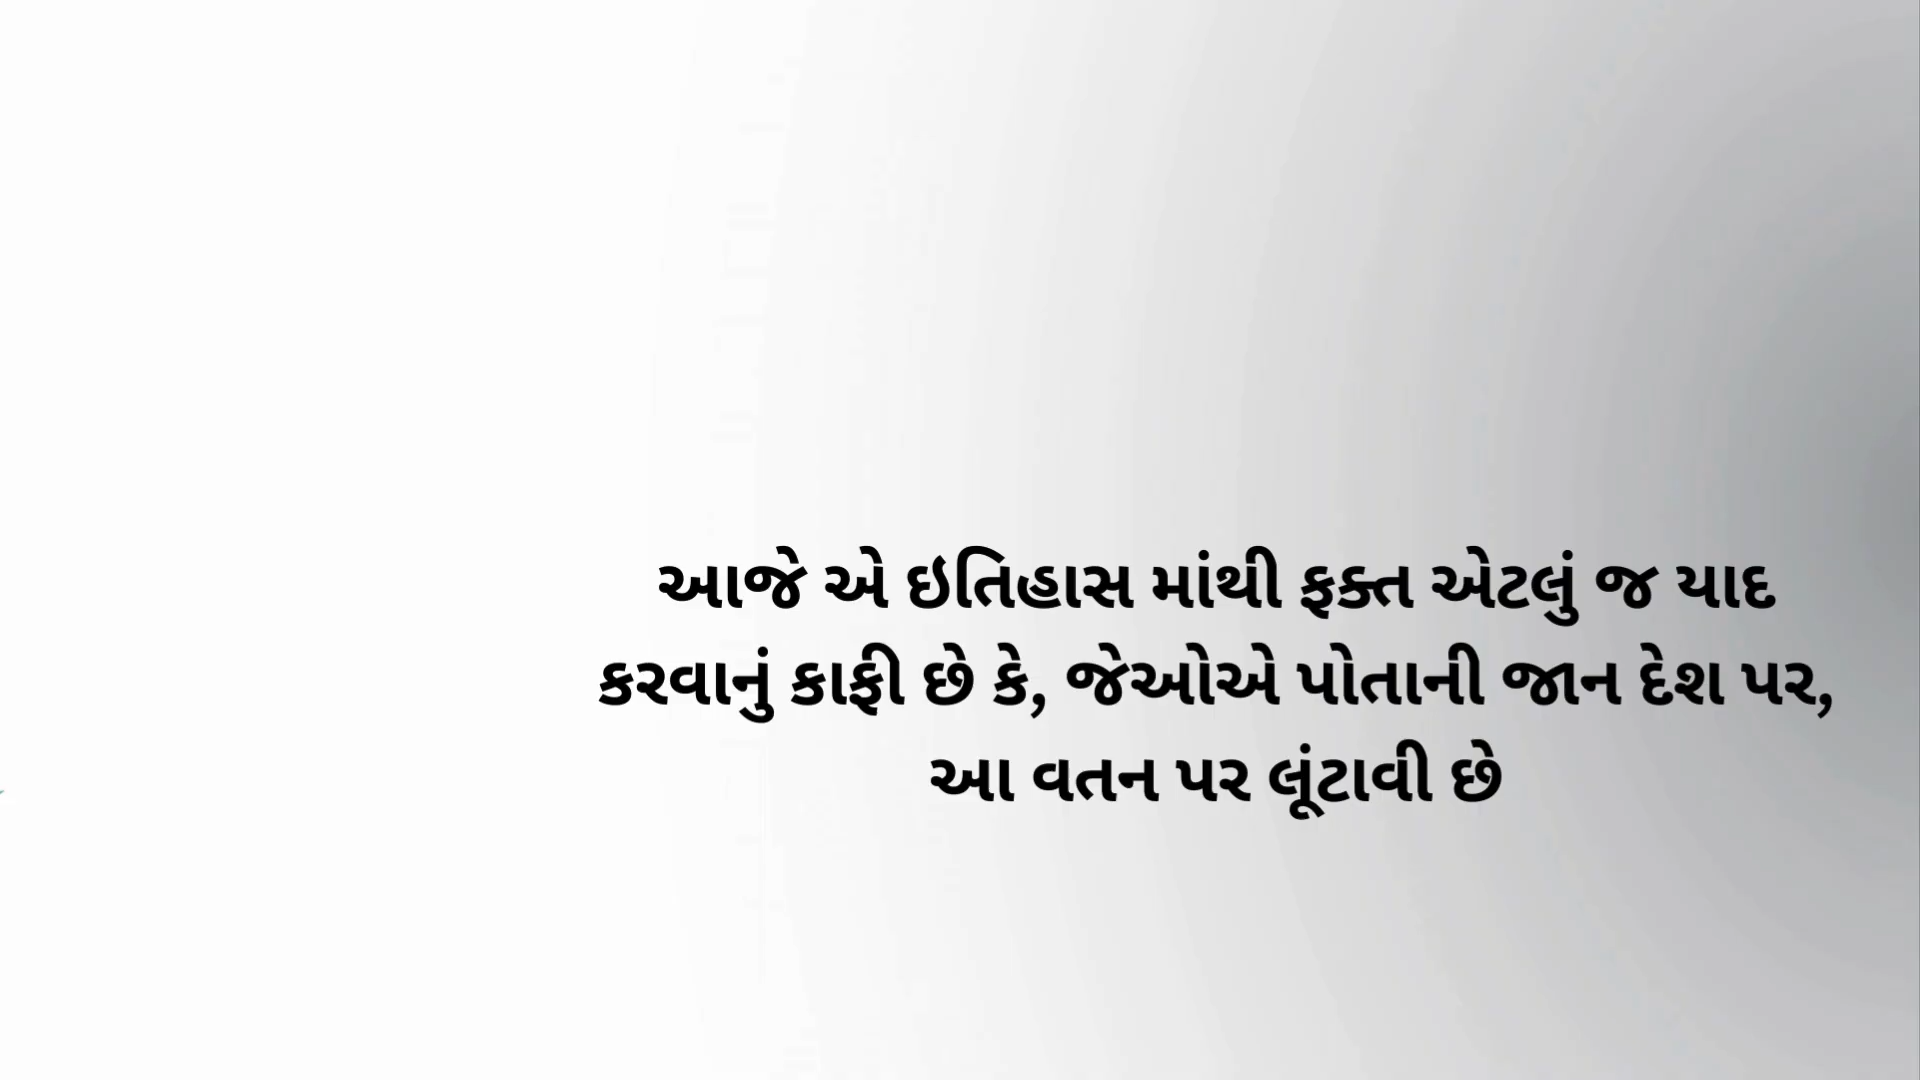 આજે એ ઇતિહાસ માંથી ફક્ત એટલું જ યાદ
કરવાનું કાફી છે કે, જેઓએ પોતાની જાન દેશ પર,
આ વતન પર લૂંટાવી છે